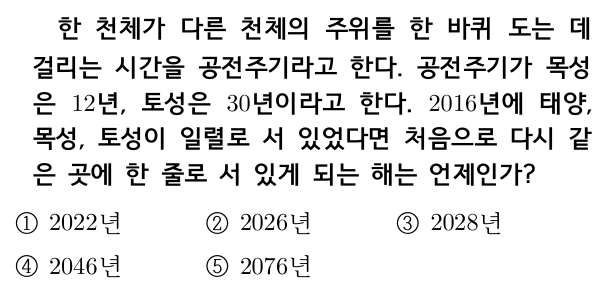 한 천체가 다른 천체의 주위를 한 바퀴 도는 데
걸리는 시간을 공전주기라고 한다. 공전주기가 목성
은 12년, 토성은 30년이라고 한다. 2016년에 태양,
목성, 토성이 일렬로 서 있었다면 처음으로 다시 같
은 곳에 한 줄로 서 있게 되는 해는 언제인가?
① 2022년 ② 2026년 ③ 2028년
④ 2046년 ⑤ 2076년